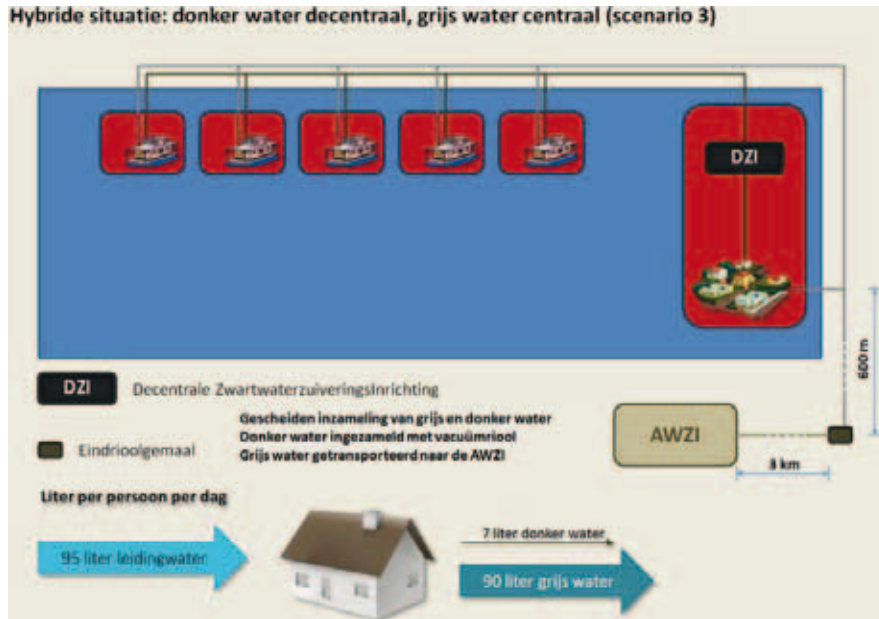 Hybride situatie: donker water decentraal, grijs water centraal (scenario 3)
DZI
600 m
DZI
Decentrale ZwartwaterzuiveringsInrichting
Eindrioolgemaal
Gescheiden inzameling van grijs en donker water
Donker water ingezameld met vacuümriool
Grijs water getransporteerd naar de AWZI
AWZI
3 km
Liter per persoon per dag
95 liter leidingwater
7 liter donker water
90 liter grijs water